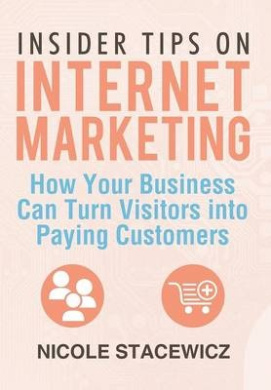 INSIDER TIPS ON
INTERNET
MARKETING
How Your Business
Can Turn Visitors into
Paying Customers
NICOLE STACEWICZ